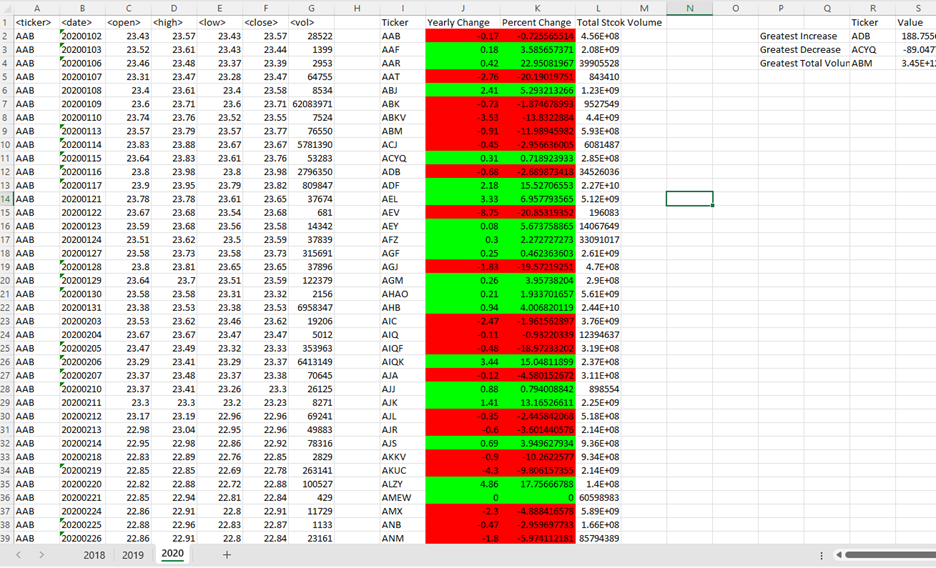 A B C D E F G H I J K L M N O P Q R S
1 <ticker> <date> <open> <high> <low> <close> <vol> Ticker Yearly Change Percent Change Total Stcok Volume Ticker Value
2 AAB 20200102 23.43 23.57 23.43 23.57 28522 AAB -0.17 -0.725565514 4.56E+08 Greatest Increase ADB 188.755
3 AAB 20200103 23.52 23.61 23.43 23.44 1399 AAF 0.18 3.585657371 2.08E+09 Greatest Decrease ACYQ -89.047
4 AAB 20200106 23.46 23.48 23.37 23.39 2953 AAR 0.42 22.95081967 39905528 Greatest Total Volun ABM 3.45E+1
5 AAB 20200107 23.31 23.47 23.28 23.47 64755 AAT -2.76 -20.19019751 843410
6 AAB 20200108 23.4 23.61 23.4 23.58 8534 ABJ 2.41 5.293213266 1.23E+09
7 AAB 20200109 23.6 23.71 23.6 23.71 62083971 ABK -0.73 -1.874678993 9527549
8 AAB 20200110 23.74 23.76 23.52 23.55 7524 ABKV -3.53 -13.8322884 4.4E+09
9 AAB 20200113 23.57 23.79 23.57 23.77 76550 ABM -0.91 -11.98945982 5.93E+08
10 AAB 20200114 23.83 23.88 23.67 23.67 5781390 ACJ -0.45 -2.956636005 6081487
11 AAB 20200115 23.64 23.83 23.61 23.76 53283 ACYQ 0.31 0.718923933 2.85E+08
12 AAB 20200116 23.8 23.98 23.8 23.98 2796350 ADB -0.68 -2.689873418 34526036
13 AAB 20200117 23.9 23.95 23.79 23.82 809847 ADF 2.18 15.52706553 2.27E+10
14 AAB 20200121 23.78 23.78 23.61 23.65 37674 AEL 3.33 6.957793565 5.12E+09
15 AAB 20200122 23.67 23.68 23.54 23.68 681 AEV -8.75 -20.85319352 196083
16 AAB 20200123 23.59 23.68 23.56 23.58 14342 AEY 0.08 5.673758865 14067649
17 AAB 20200124 23.51 23.62 23.5 23.59 37839 AFZ 0.3 2.272727273 33091017
18 AAB 20200127 23.58 23.73 23.58 23.73 315691 AGF 0.25 0.462363603 2.61E+09
19 AAB 20200128 23.8 23.81 23.65 23.65 37896 AGJ -1.83 -19.57219251 4.7E+08
20 AAB 20200129 23.64 23.7 23.51 23.59 122379 AGM 0.26 3.95738204 2.9E+08
21 AAB 20200130 23.58 23.58 23.31 23.32 2156 AHAO 0.21 1.933701657 5.61E+09
22 AAB 20200131 23.38 23.53 23.38 23.53 6958347 AHB 0.94 4.006820119 2.44E+10
23 AAB 20200203 23.53 23.62 23.46 23.62 19206 AIC -2.47 -1.961562897 3.76E+09
24 AAB 20200204 23.67 23.67 23.47 23.47 5012 AIQ -0.11 -0.93220339 12394637
25 AAB 20200205 23.47 23.49 23.32 23.33 363953 AIQF -0.48 -18.97233202 3.19E+08
26 AAB 20200206 23.29 23.41 23.29 23.37 6413149 AIQK 3.44 15.04811899 2.37E+08
27 AAB 20200207 23.37 23.48 23.37 23.38 70645 AJA -0.12 -4.580152672 3.11E+08
28 AAB 20200210 23.37 23.41 23.26 23.3 26125 AJJ 0.88 0.794008842 898554
29 AAB 20200211 23.3 23.3 23.2 23.23 8271 AJK 1.41 13.16526611 2.25E+09
30 AAB 20200212 23.17 23.19 22.96 22.96 69241 AJL -0.35 -2.445842068 5.18E+08
31 AAB 20200213 22.98 23.04 22.95 22.96 49883 AJR -0.6 -3.601440576 2.14E+08
32 AAB 20200214 22.95 22.98 22.86 22.92 78316 AJS 0.69 3.949627934 9.36E+08
33 AAB 20200218 22.83 22.89 22.76 22.85 2829 AKKV -0.9 -10.2622577 9.34E+08
34 AAB 20200219 22.85 22.85 22.69 22.78 263141 AKUC -4.3 -9.806157355 2.14E+09
35 AAB 20200220 22.82 22.88 22.72 22.88 100527 ALZY 4.86 17.75666788 1.4E+08
36 AAB 20200221 22.85 22.94 22.81 22.84 429 AMEW 0 0 60598983
37 AAB 20200224 22.86 22.91 22.8 22.91 11729 AMX -2.3 -4.888416578 5.89E+09
38 AAB 20200225 22.88 22.96 22.83 22.87 1133 ANB -0.47 -2.959697733 1.66E+08
39 AAB 20200226 22.86 22.91 22.8 22.84 23161 ANM -1.8 -5.974112181 85794389
2018 2019 2020 +